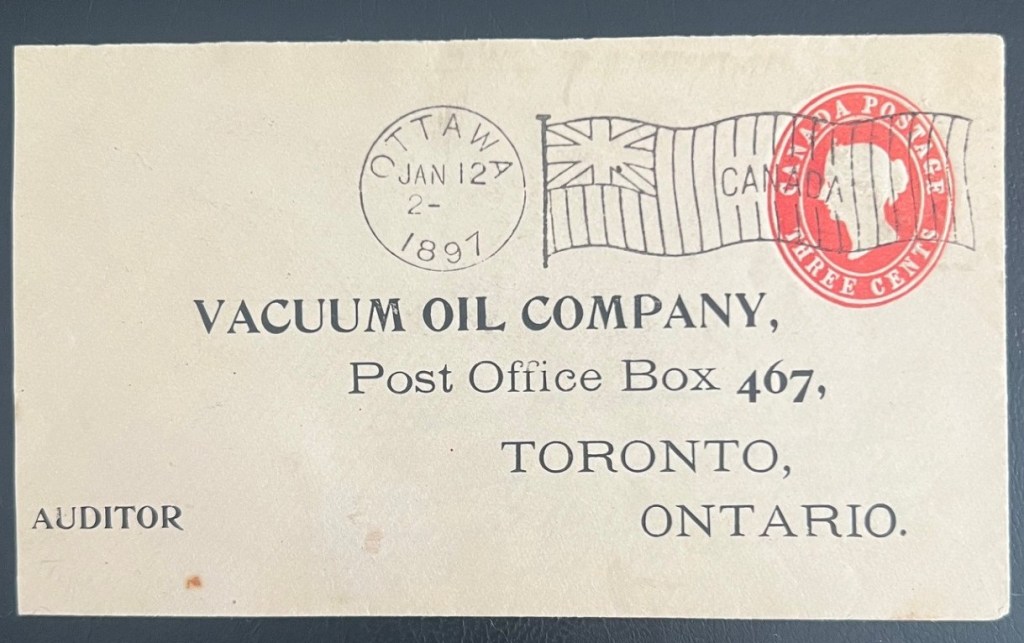 OTTAWA
JAN 12
2-
1897
CANADA
CANADA POSTAGE
THREE CENTS
VACUUM OIL COMPANY,
Post Office Box 467,
TORONTO,
ONTARIO.
AUDITOR